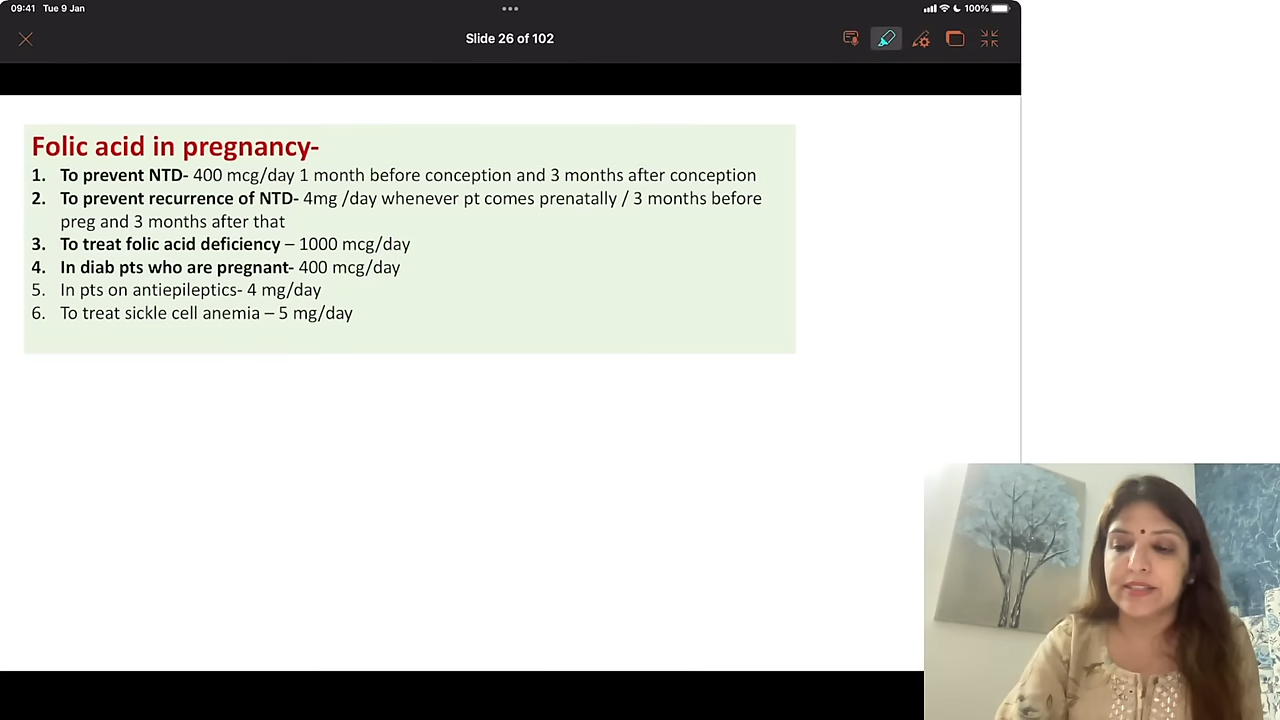 09:41 Tue 9 Jan
100%
Slide 26 of 102
Folic acid in pregnancy-
1. To prevent NTD- 400 mcg/day 1 month before conception and 3 months after conception
2. To prevent recurrence of NTD- 4mg /day whenever pt comes prenatally / 3 months before
preg and 3 months after that
3. To treat folic acid deficiency – 1000 mcg/day
4. In diab pts who are pregnant- 400 mcg/day
5. In pts on antiepileptics- 4 mg/day
6. To treat sickle cell anemia – 5 mg/day